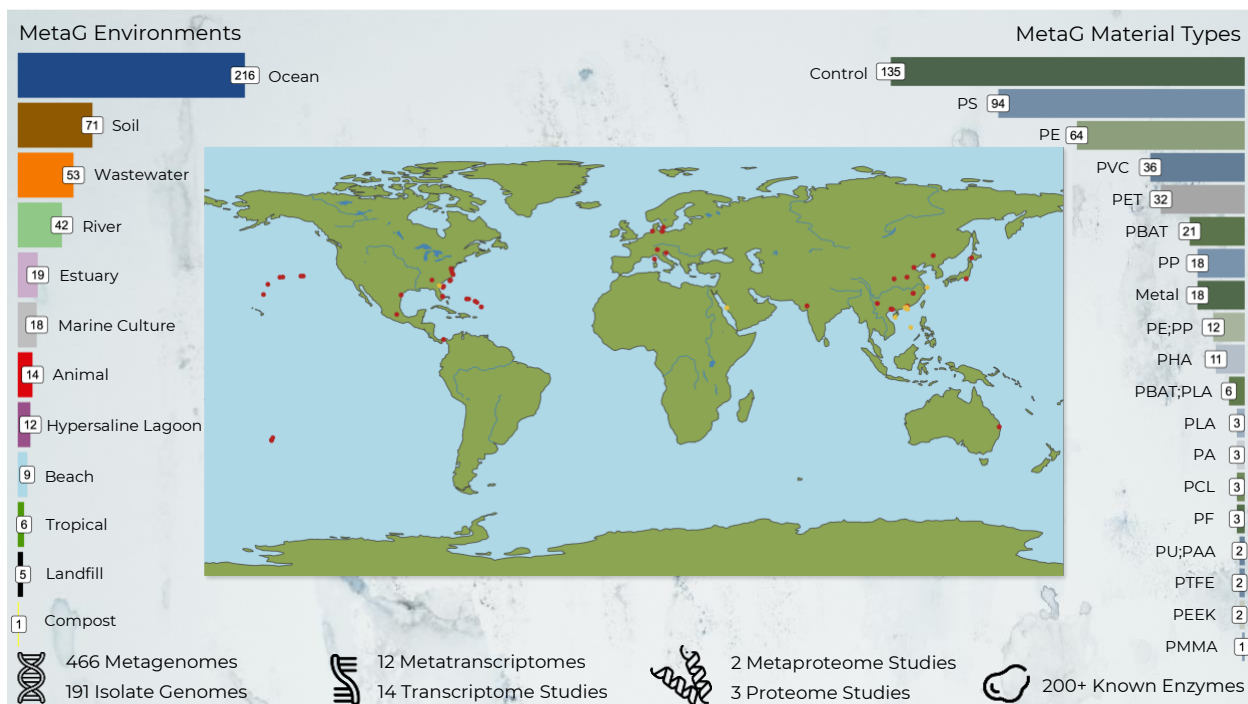 MetaG Environments
216 Ocean
71 Soil
53 Wastewater
42 River
19 Estuary
18 Marine Culture
14 Animal
12 Hypersaline Lagoon
9 Beach
6 Tropical
5 Landfill
1 Compost
MetaG Material Types
Control 135
PS 94
PE 64
PVC 36
PET 32
PBAT 21
PP 18
Metal 18
PE;PP 12
PHA 11
PBAT;PLA 6
PLA 3
PA 3
PCL 3
PF 3
PU;PAA 2
PTFE 2
PEEK 2
PMMA 1
466 Metagenomes
191 Isolate Genomes
12 Metatranscriptomes
14 Transcriptome Studies
2 Metaproteome Studies
3 Proteome Studies
200+ Known Enzymes